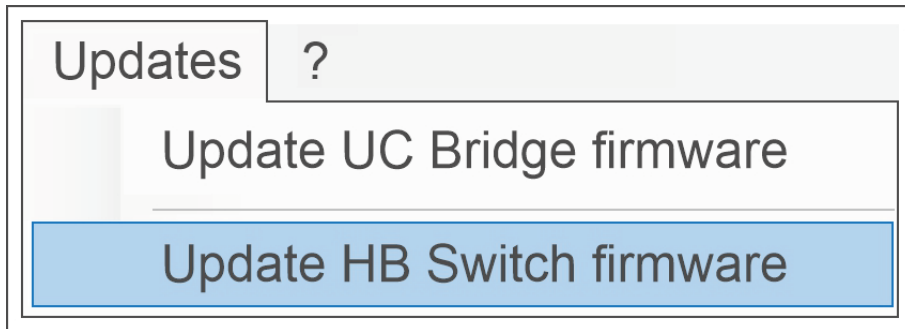 Updates ?
Update UC Bridge firmware
Update HB Switch firmware